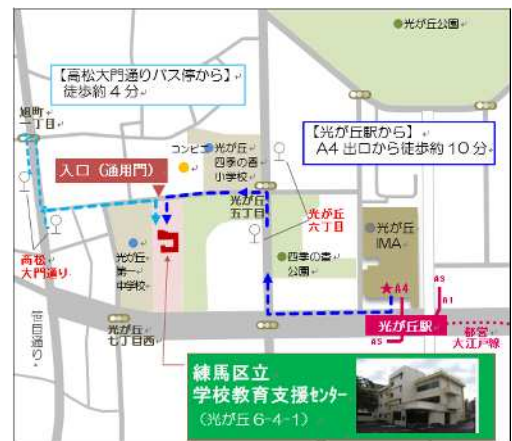 光が丘公園
【高松大門通りバス停から】
徒歩約4分
旭町
一丁目
コンビニ
光が丘
四季の香
小学校
【光が丘駅から】
A4出口から徒歩約10分
入口（通用門）
光が丘
五丁目
光が丘
六丁目
光が丘
IMA
高松
大門通り
光が丘
第一
中学校
四季の香
公園
★A4
A3
A1
笹目通り
光が丘
七丁目西
光が丘駅
A5
都営
大江戸線
練馬区立
学校教育支援センター
（光が丘6-4-1）